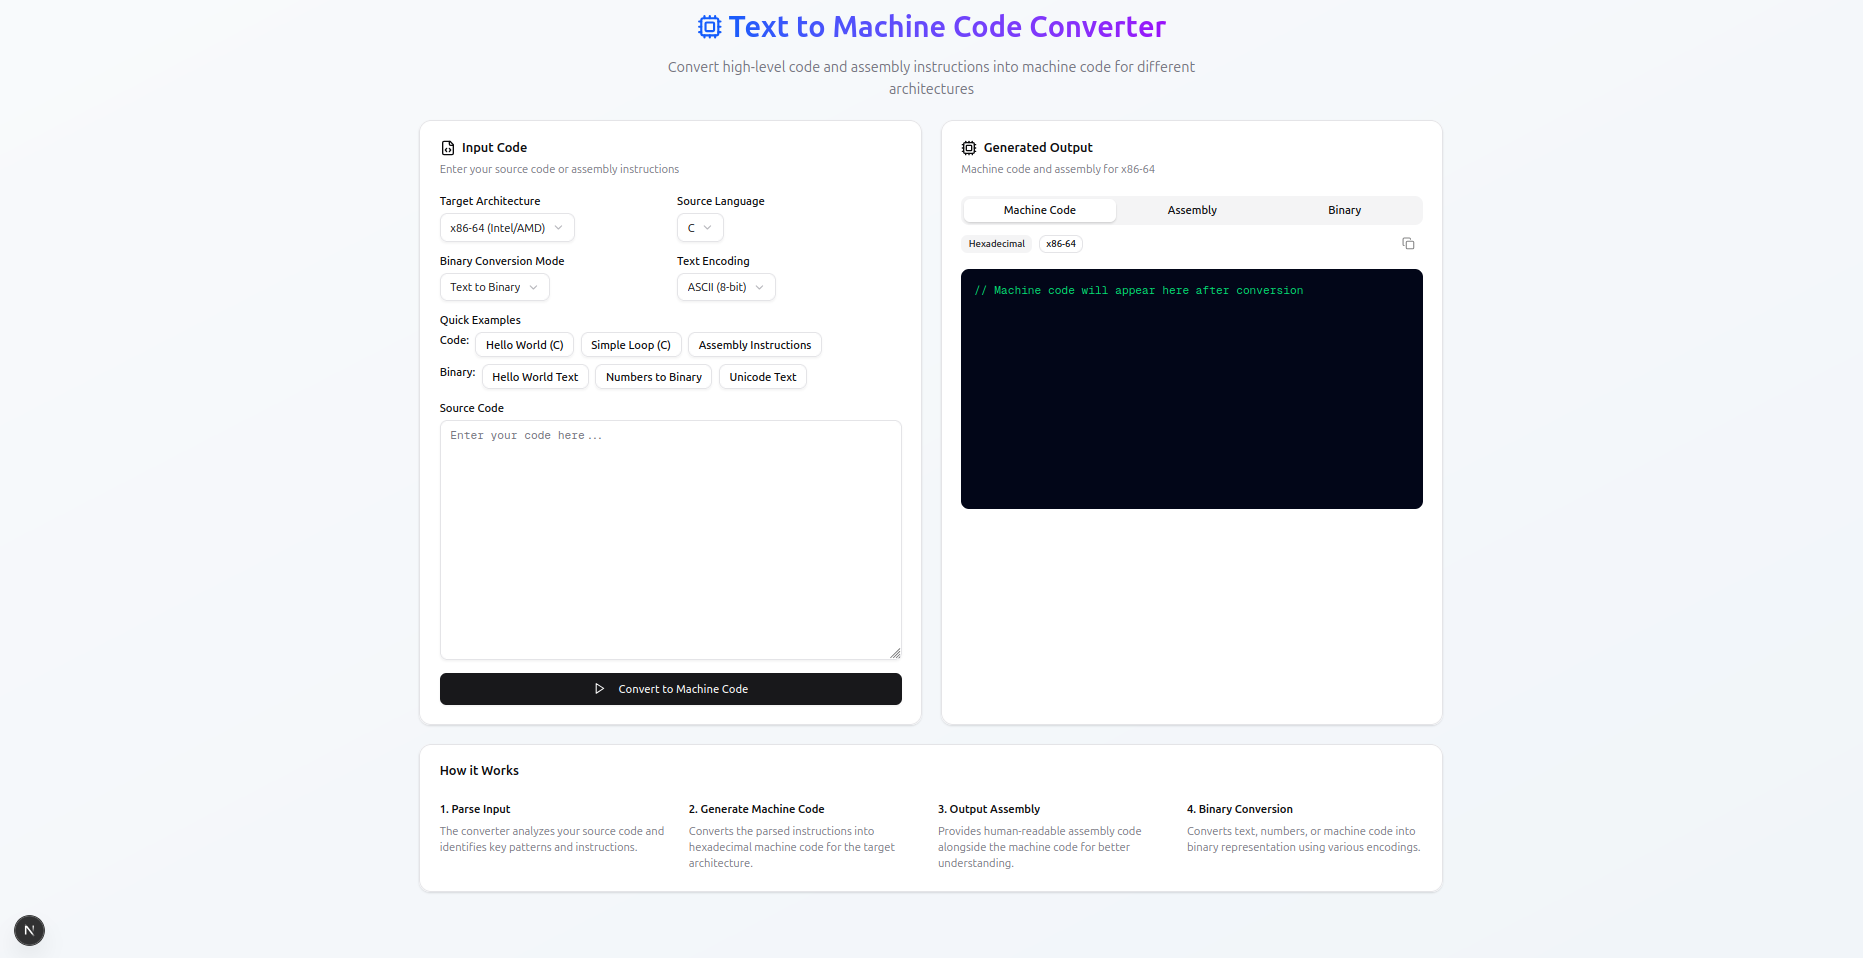 Text to Machine Code Converter
Convert high-level code and assembly instructions into machine code for different
architectures
Input Code
Enter your source code or assembly instructions
Target Architecture
Source Language
x86-64 (Intel/AMD)
C
Binary Conversion Mode
Text Encoding
Text to Binary
ASCII (8-bit)
Quick Examples
Code:
Hello World (C)
Simple Loop (C)
Assembly Instructions
Binary:
Hello World Text
Numbers to Binary
Unicode Text
Source Code
Enter your code here...
Convert to Machine Code
Generated Output
Machine code and assembly for x86-64
Machine Code
Assembly
Binary
Hexadecimal
x86-64
// Machine code will appear here after conversion
How it Works
1. Parse Input
The converter analyzes your source code and
identifies key patterns and instructions.
2. Generate Machine Code
Converts the parsed instructions into
hexadecimal machine code for the target
architecture.
3. Output Assembly
Provides human-readable assembly code
alongside the machine code for better
understanding.
4. Binary Conversion
Converts text, numbers, or machine code into
binary representation using various encodings.
N